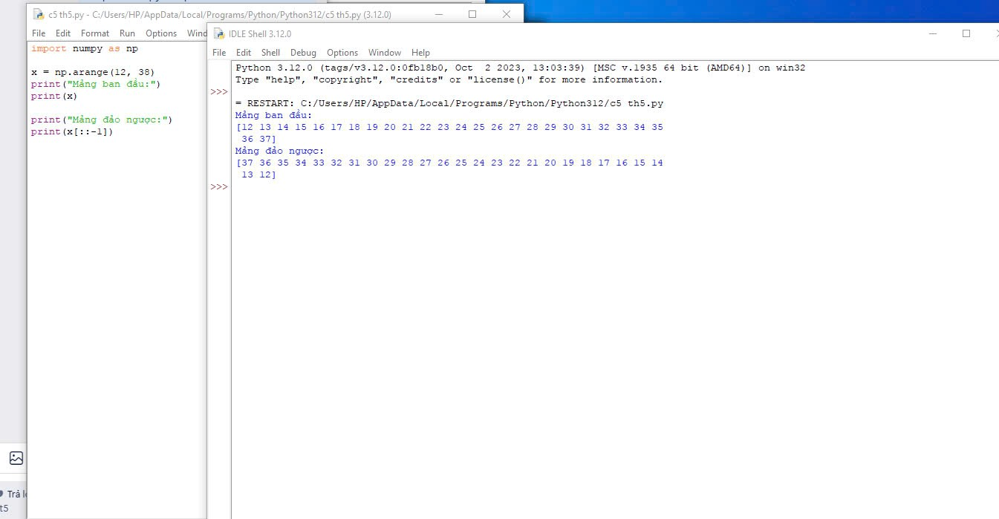 c5 th5.py - C:/Users/HP/AppData/Local/Programs/Python/Python312/c5 th5.py (3.12.0)
File Edit Format Run Options
import numpy as np
x = np.arange(12, 38)
print("Mảng ban đầu:")
print(x)
print("Mảng đảo ngược:")
print(x[::-1])
IDLE Shell 3.12.0
File Edit Shell Debug Options Window Help
Python 3.12.0 (tags/v3.12.0:0fb18b0, Oct  2 2023, 13:03:39) [MSC v.1935 64 bit (AMD64)] on win32
Type "help", "copyright", "credits" or "license()" for more information.
>>>
= RESTART: C:/Users/HP/AppData/Local/Programs/Python/Python312/c5 th5.py
Mảng ban đầu:
[12 13 14 15 16 17 18 19 20 21 22 23 24 25 26 27 28 29 30 31 32 33 34 35
36 37]
Mảng đảo ngược:
[37 36 35 34 33 32 31 30 29 28 27 26 25 24 23 22 21 20 19 18 17 16 15 14
13 12]
>>>
Trả
t5